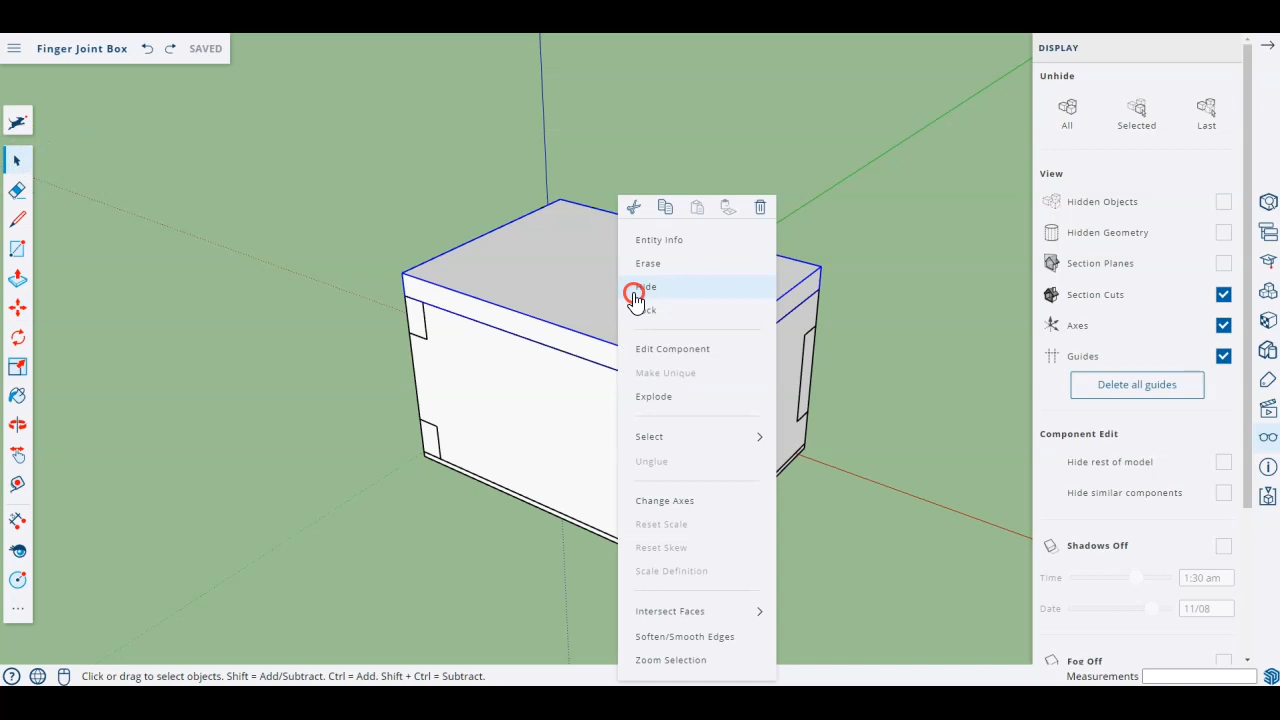 Finger Joint Box
SAVED
Entity Info
Erase
Hide
Lock
Edit Component
Make Unique
Explode
Select
Unglue
Change Axes
Reset Scale
Reset Skew
Scale Definition
Intersect Faces
Soften/Smooth Edges
Zoom Selection
DISPLAY
Unhide
All Selected Last
View
Hidden Objects
Hidden Geometry
Section Planes
Section Cuts
Axes
Guides
Delete all guides
Component Edit
Hide rest of model
Hide similar components
Shadows Off
Time 1:30 am
Date 11/08
Fog Off
Click or drag to select objects. Shift = Add/Subtract. Ctrl = Add. Shift + Ctrl = Subtract.
Measurements